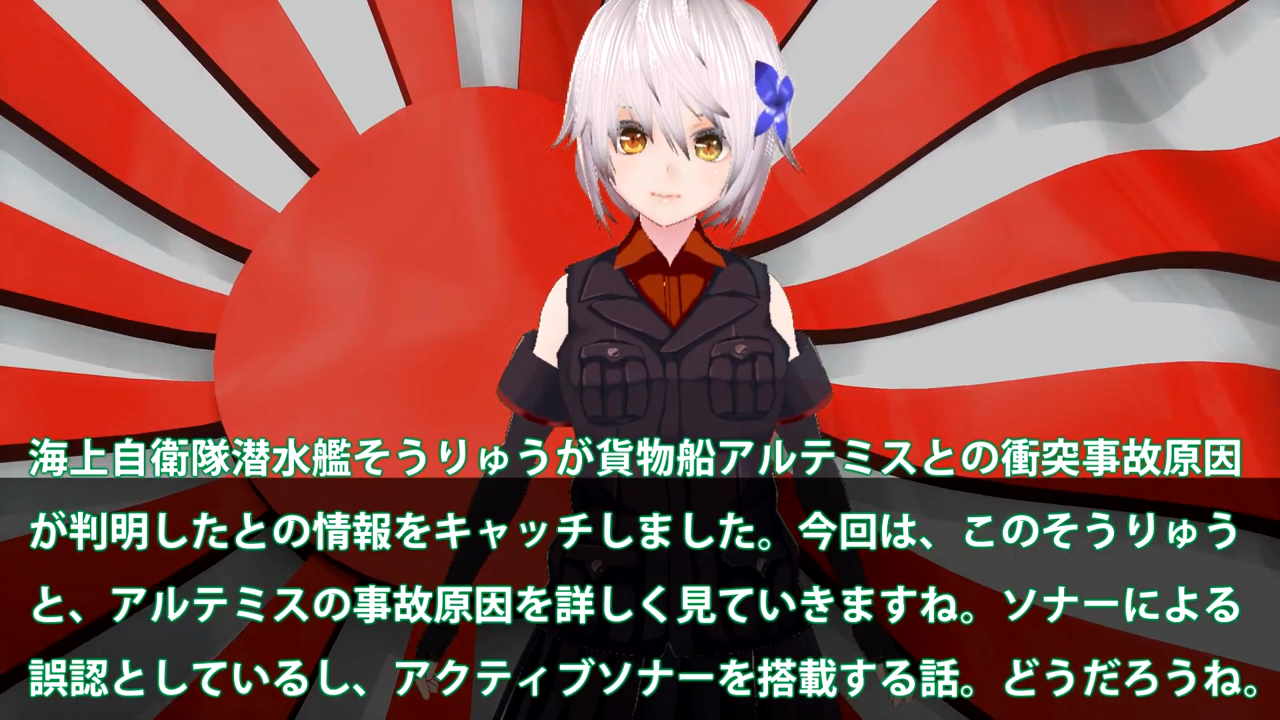 海上自衛隊潜水艦そうりゅうが貨物船アルテミスとの衝突事故原因
が判明したとの情報をキャッチしました。今回は、このそうりゅう
と、アルテミスの事故原因を詳しく見ていきますね。ソナーによる
誤認としているし、アクティブソナーを搭載する話。どうだろうね。